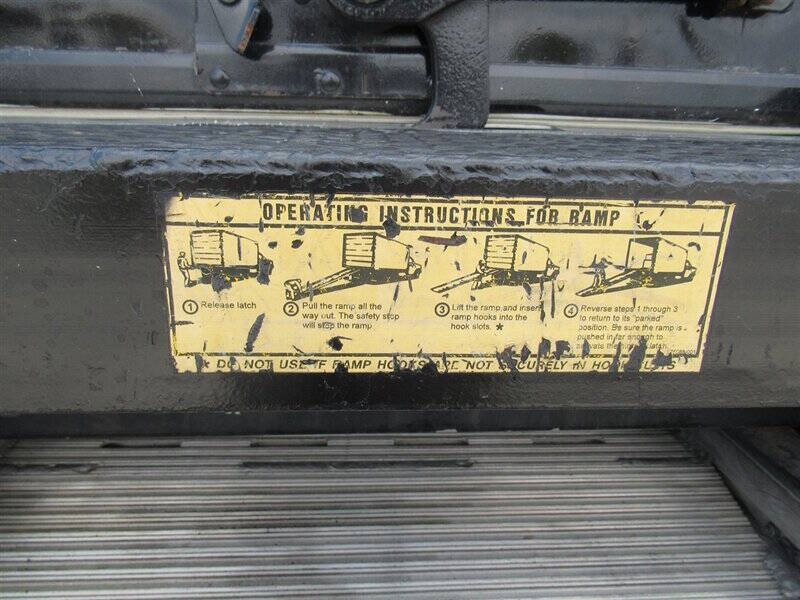 OPERATING INSTRUCTIONS FOR RAMP
1 Release latch
2 Pull the ramp all the
way out. The safety stop
will stop the ramp
3 Lift the ramp, and insert
ramp hooks into the
hook slots. ★
4 Reverse steps 1 through 3
to return to its "parked"
position. Be sure the ramp is
pushed in far enough to
latch.
★ DO NOT USE IF RAMP HOOKS ARE NOT SECURELY IN HOOK SLOTS